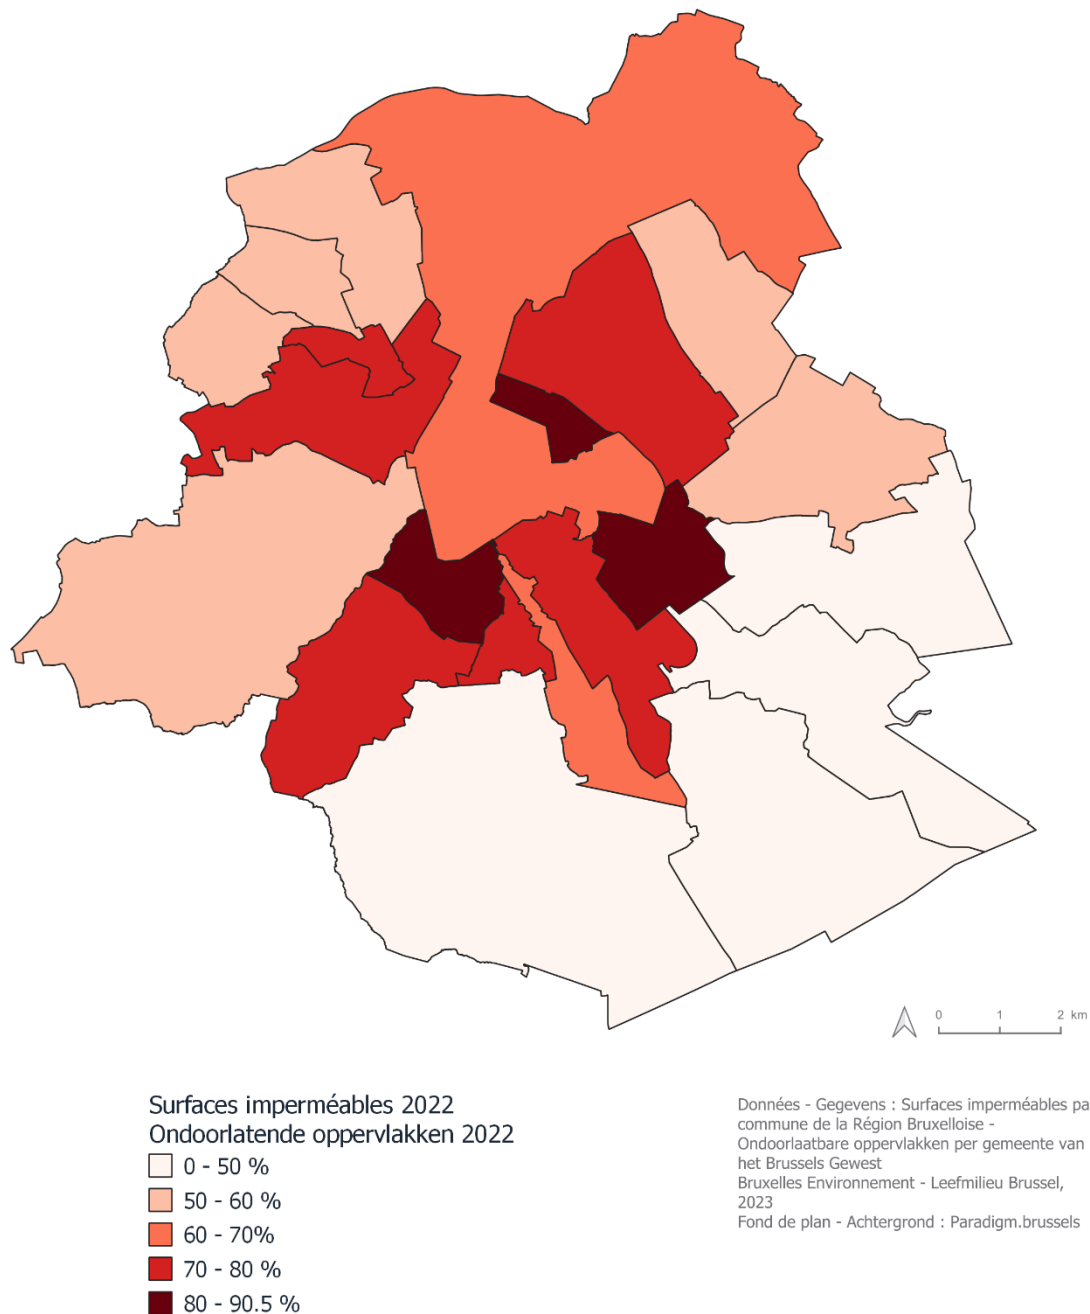 0 1 2 km
Surfaces imperméables 2022
Ondoorlatende oppervlakken 2022
0 - 50 %
50 - 60 %
60 - 70%
70 - 80 %
80 - 90.5 %
Données - Gegevens : Surfaces imperméables pa
commune de la Région Bruxelloise -
Ondoorlaatbare oppervlakken per gemeente van
het Brussels Gewest
Bruxelles Environnement - Leefmilieu Brussel,
2023
Fond de plan - Achtergrond : Paradigm.brussels